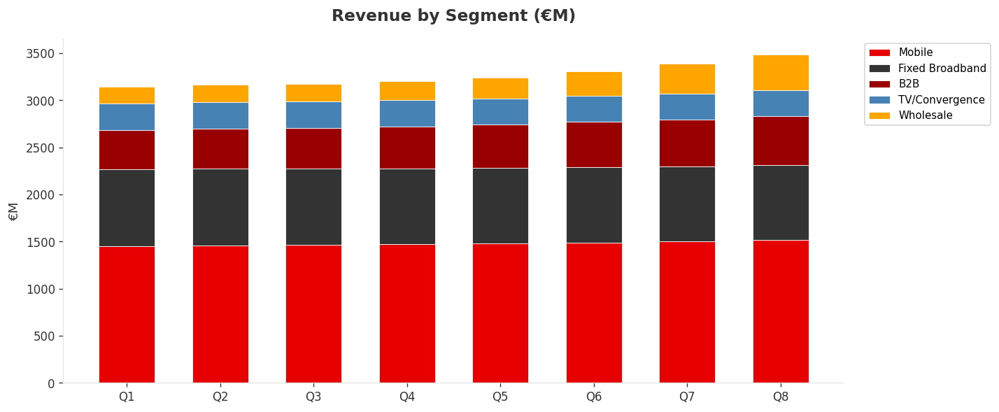 Revenue by Segment (€M)
€M
3500
3000
2500
2000
1500
1000
500
0
Q1 Q2 Q3 Q4 Q5 Q6 Q7 Q8
Mobile
Fixed Broadband
B2B
TV/Convergence
Wholesale